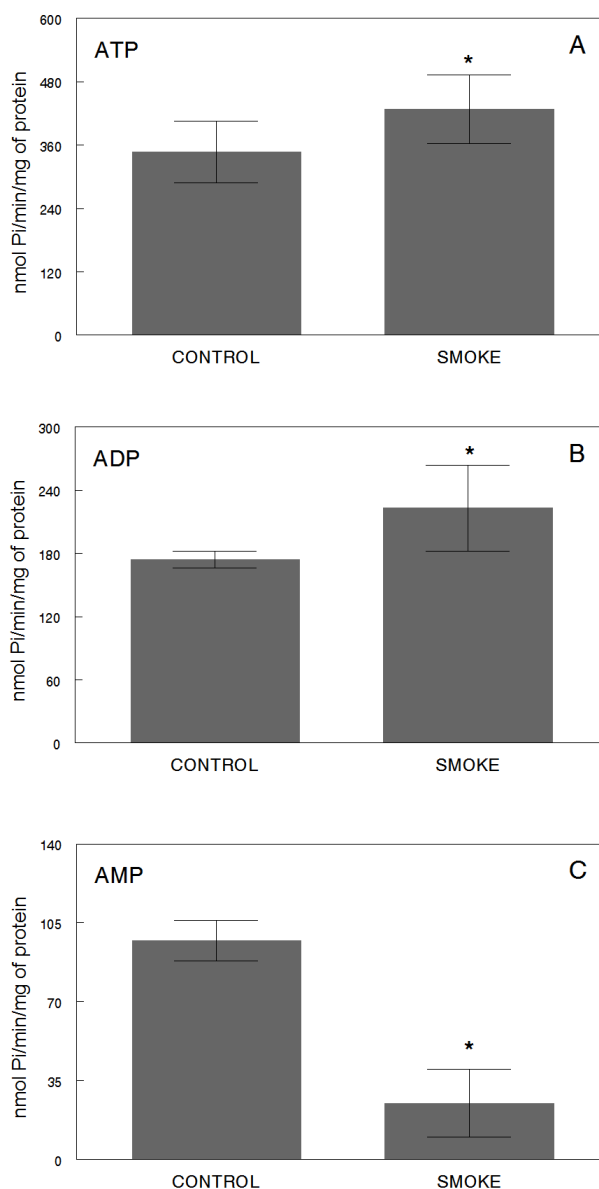 600
ATP
A
*
480
360
240
120
0
nmol Pi/min/mg of protein
CONTROL SMOKE
300
ADP
B
*
240
180
120
60
0
nmol Pi/min/mg of protein
CONTROL SMOKE
140
AMP
C
105
70
*
35
0
nmol Pi/min/mg of protein
CONTROL SMOKE